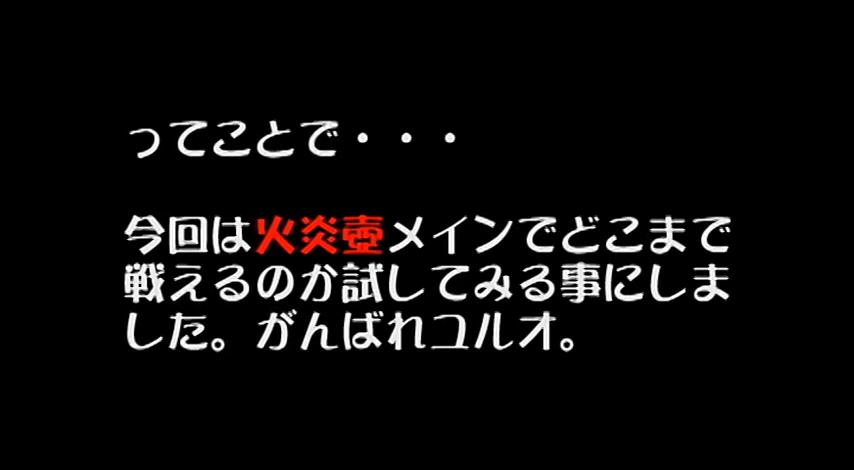 ってことで・・・
今回は火炎壺メインでどこまで
戦えるのか試してみる事にしま
した。がんばれユルオ。